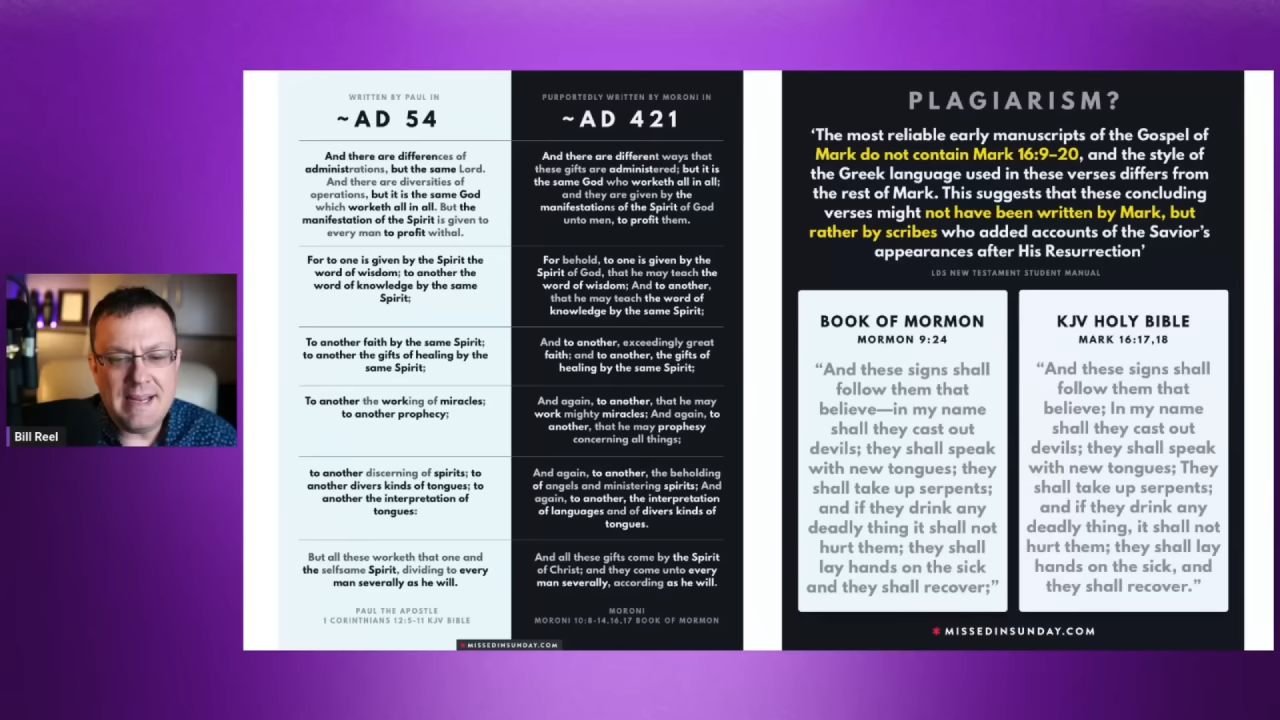 WRITTEN BY PAUL IN
~AD 54
And there are differences of
administrations, but the same Lord.
And there are diversities of
operations, but it is the same God
which worketh all in all. But the
manifestation of the Spirit is given to
every man to profit withal.
For to one is given by the Spirit the
word of wisdom; to another the
word of knowledge by the same
Spirit;
To another faith by the same Spirit;
to another the gifts of healing by the
same Spirit;
To another the working of miracles;
to another prophecy;
to another discerning of spirits; to
another divers kinds of tongues; to
another the interpretation of
tongues:
But all these worketh that one and
the selfsame Spirit, dividing to every
man severally as he will.
PAUL THE APOSTLE
1 CORINTHIANS 12:5-11 KJV BIBLE
PURPORTEDLY WRITTEN BY MORONI IN
~AD 421
And there are different ways that
these gifts are administered; but it is
the same God who worketh all in all;
and they are given by the
manifestations of the Spirit of God
unto men, to profit them.
For behold, to one is given by the
Spirit of God, that he may teach the
word of wisdom; And to another,
that he may teach the word of
knowledge by the same Spirit;
And to another, exceedingly great
faith; and to another, the gifts of
healing by the same Spirit;
And again, to another, that he may
work mighty miracles; And again, to
another, that he may prophesy
concerning all things;
And again, to another, the beholding
of angels and ministering spirits; And
again, to another, the interpretation
of languages and of divers kinds of
tongues.
And all these gifts come by the Spirit
of Christ; and they come unto every
man severally, according as he will.
MORONI
MORONI 10:8-14,16,17 BOOK OF MORMON
*MISSEDINSUNDAY.COM
PLAGIARISM?
‘The most reliable early manuscripts of the Gospel of
Mark do not contain Mark 16:9–20, and the style of
the Greek language used in these verses differs from
the rest of Mark. This suggests that these concluding
verses might not have been written by Mark, but
rather by scribes who added accounts of the Savior’s
appearances after His Resurrection’
LDS NEW TESTAMENT STUDENT MANUAL
BOOK OF MORMON
MORMON 9:24
“And these signs shall
follow them that
believe—in my name
shall they cast out
devils; they shall speak
with new tongues; they
shall take up serpents;
and if they drink any
deadly thing it shall not
hurt them; they shall
lay hands on the sick
and they shall recover;”
KJV HOLY BIBLE
MARK 16:17,18
“And these signs shall
follow them that
believe; In my name
shall they cast out
devils; they shall speak
with new tongues; They
shall take up serpents;
and if they drink any
deadly thing, it shall not
hurt them; they shall lay
hands on the sick, and
they shall recover.”
*MISSEDINSUNDAY.COM
Bill Reel